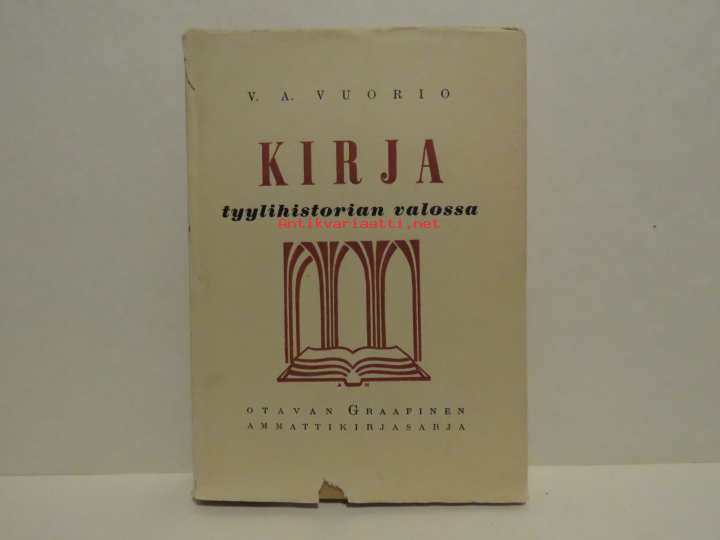 V. A. VUORIO
KIRJA
tyylihistorian valossa
Antikvariaatti.net
OTAVAN GRAAFINEN
AMMATTIKIRJASARJA